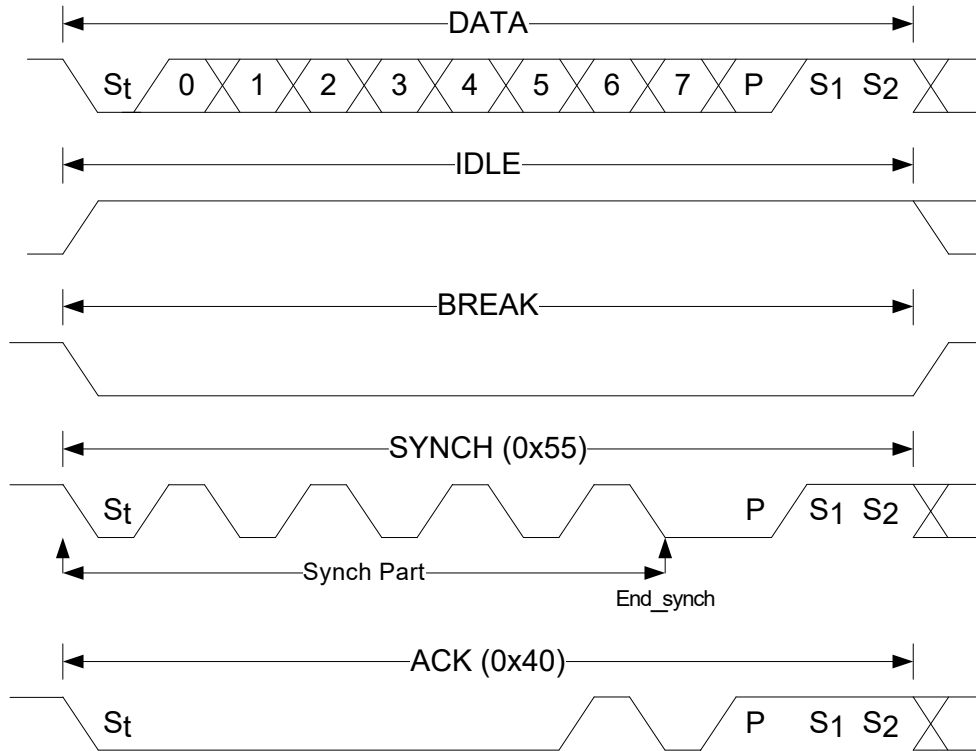 DATA
St 0 1 2 3 4 5 6 7 P S1 S2
IDLE
BREAK
SYNCH (0x55)
St P S1 S2
Synch Part
End_synch
ACK (0x40)
St P S1 S2